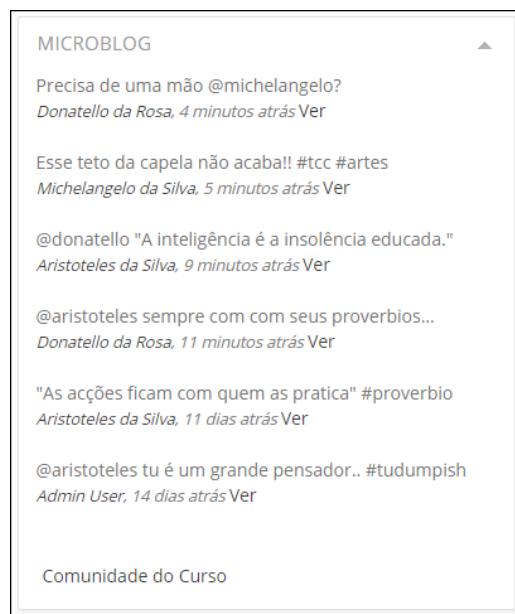 MICROBLOG
Precisa de uma mão @michelangelo?
Donatello da Rosa, 4 minutos atrás Ver
Esse teto da capela não acaba!! #tcc #artes
Michelangelo da Silva, 5 minutos atrás Ver
@donatello "A inteligência é a insolência educada."
Aristoteles da Silva, 9 minutos atrás Ver
@aristoteles sempre com com seus proverbios...
Donatello da Rosa, 11 minutos atrás Ver
"As acções ficam com quem as pratica" #proverbio
Aristoteles da Silva, 11 dias atrás Ver
@aristoteles tu é um grande pensador.. #tudumpish
Admin User, 14 dias atrás Ver
Comunidade do Curso